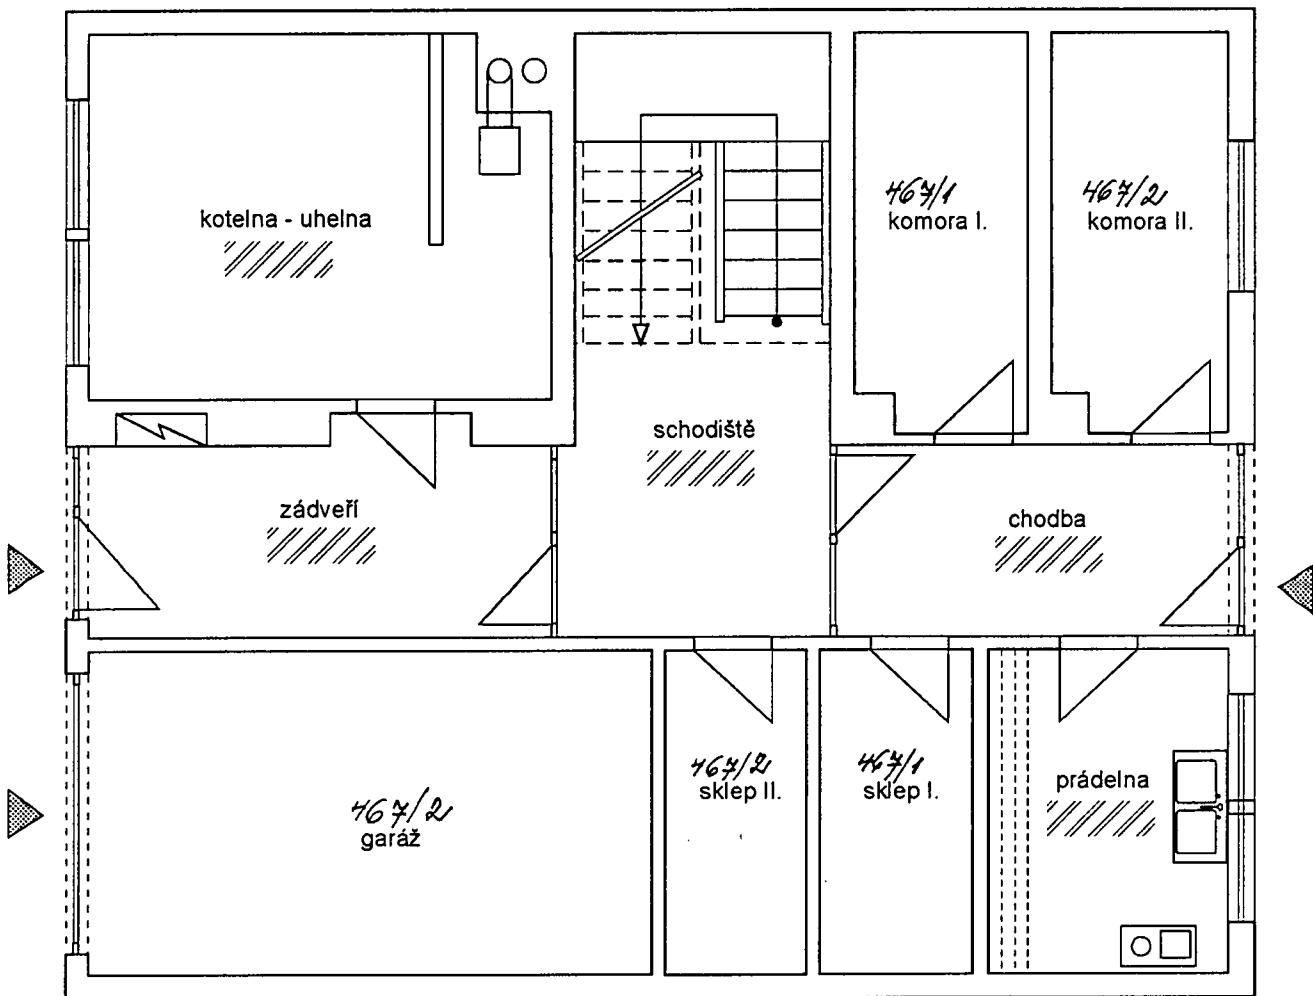 467/1
komora I.
467/2
komora II.
kotelna - uhelna
schodiště
zádveří
chodba
467/2
sklep II.
467/1
sklep I.
prádelna
467/2
garáž